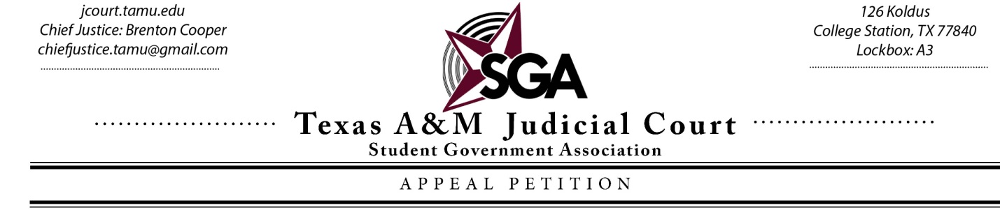 jcourt.tamu.edu
Chief Justice: Brenton Cooper
chiefjustice.tamu@gmail.com
126 Koldus
College Station, TX 77840
Lockbox: A3
SGA
Texas A&M Judicial Court
Student Government Association
APPEAL PETITION